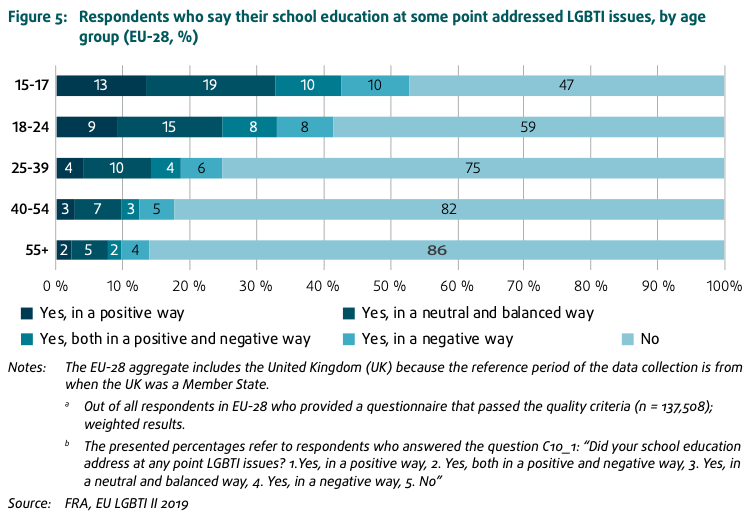 Figure 5: Respondents who say their school education at some point addressed LGBTI issues, by age
group (EU-28, %)
15-17 13 19 10 10 47
18-24 9 15 8 8 59
25-39 4 10 4 6 75
40-54 3 7 3 5 82
55+ 2 5 2 4 86
0 % 10 % 20 % 30 % 40 % 50 % 60 % 70 % 80 % 90 % 100%
Yes, in a positive way Yes, in a neutral and balanced way
Yes, both in a positive and negative way Yes, in a negative way No
Notes: The EU-28 aggregate includes the United Kingdom (UK) because the reference period of the data collection is from
when the UK was a Member State.
a Out of all respondents in EU-28 who provided a questionnaire that passed the quality criteria (n = 137,508);
weighted results.
b The presented percentages refer to respondents who answered the question C10_1: “Did your school education
address at any point LGBTI issues? 1.Yes, in a positive way, 2. Yes, both in a positive and negative way, 3. Yes, in
a neutral and balanced way, 4. Yes, in a negative way, 5. No”
Source: FRA, EU LGBTI II 2019